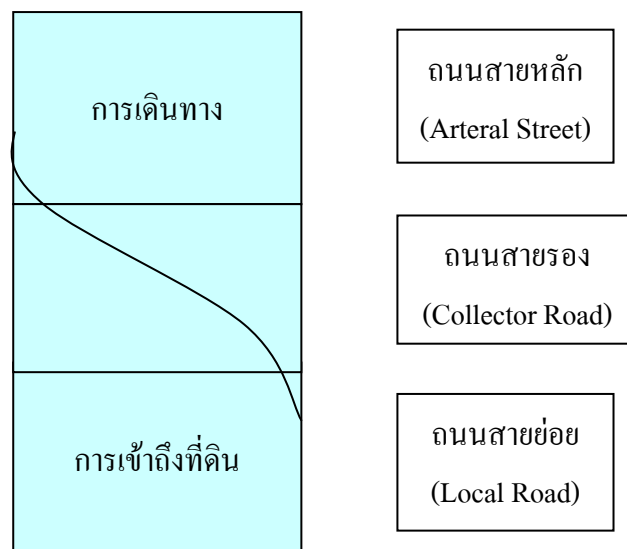 การเดินทาง
ถนนสายหลัก
(Arteral Street)
ถนนสายรอง
(Collector Road)
การเข้าถึงที่ดิน
ถนนสายย่อย
(Local Road)